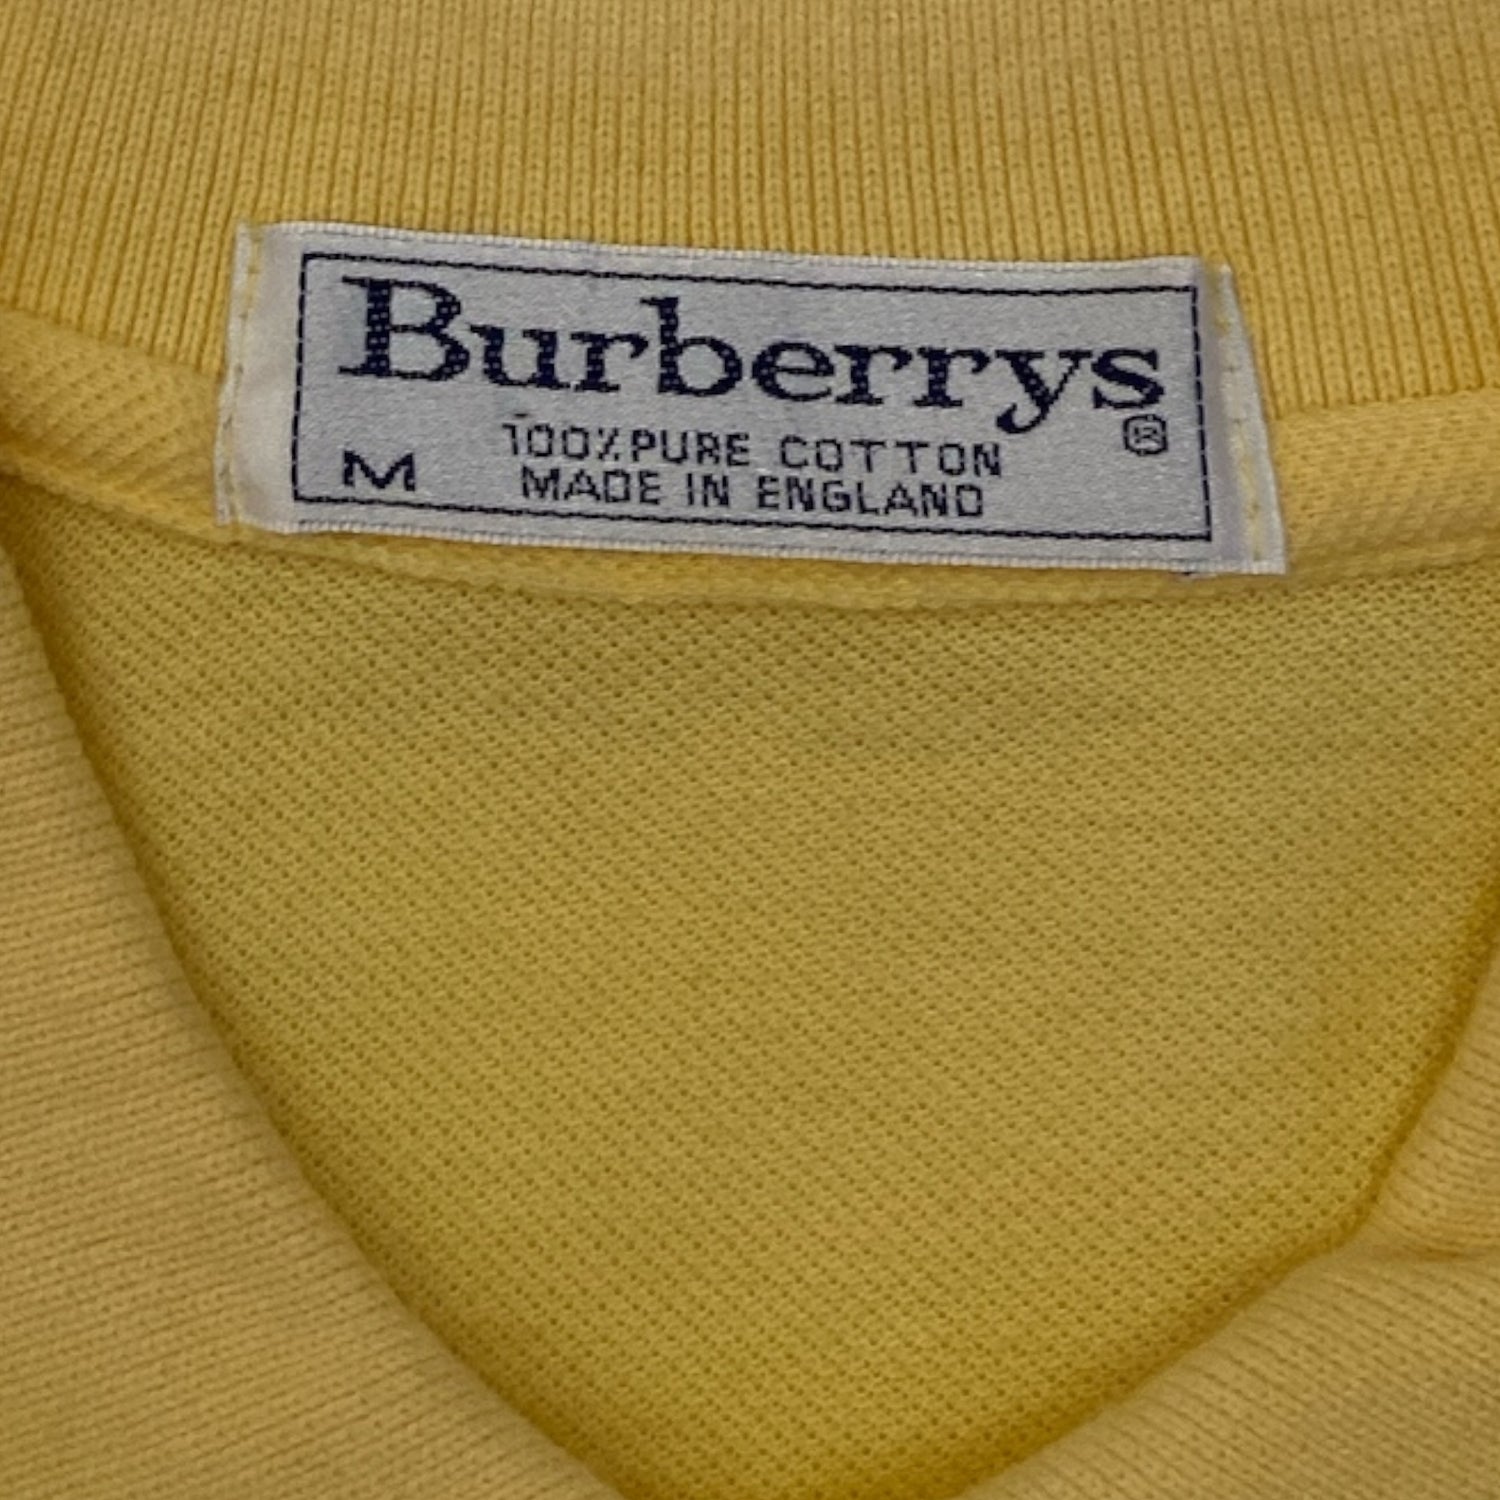 Burberrys®
100% PURE COTTON
M MADE IN ENGLAND